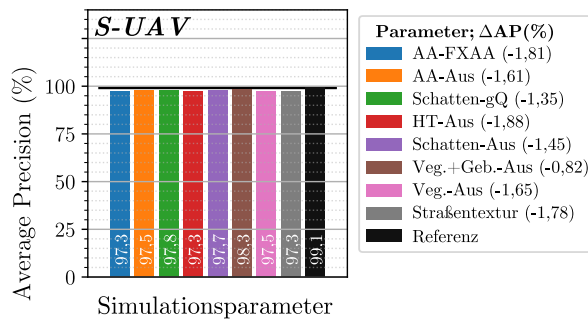 S-UAV
Average Precision (%)
100
75
50
25
0
97,3
97,5
97,8
97,3
97,7
98,3
97,5
97,3
99,1
Simulationsparameter
Parameter; ΔAP(%)
AA-FXAA (-1,81)
AA-Aus (-1,61)
Schatten-gQ (-1,35)
HT-Aus (-1,88)
Schatten-Aus (-1,45)
Veg.+Geb.-Aus (-0,82)
Veg.-Aus (-1,65)
Straßentextur (-1,78)
Referenz